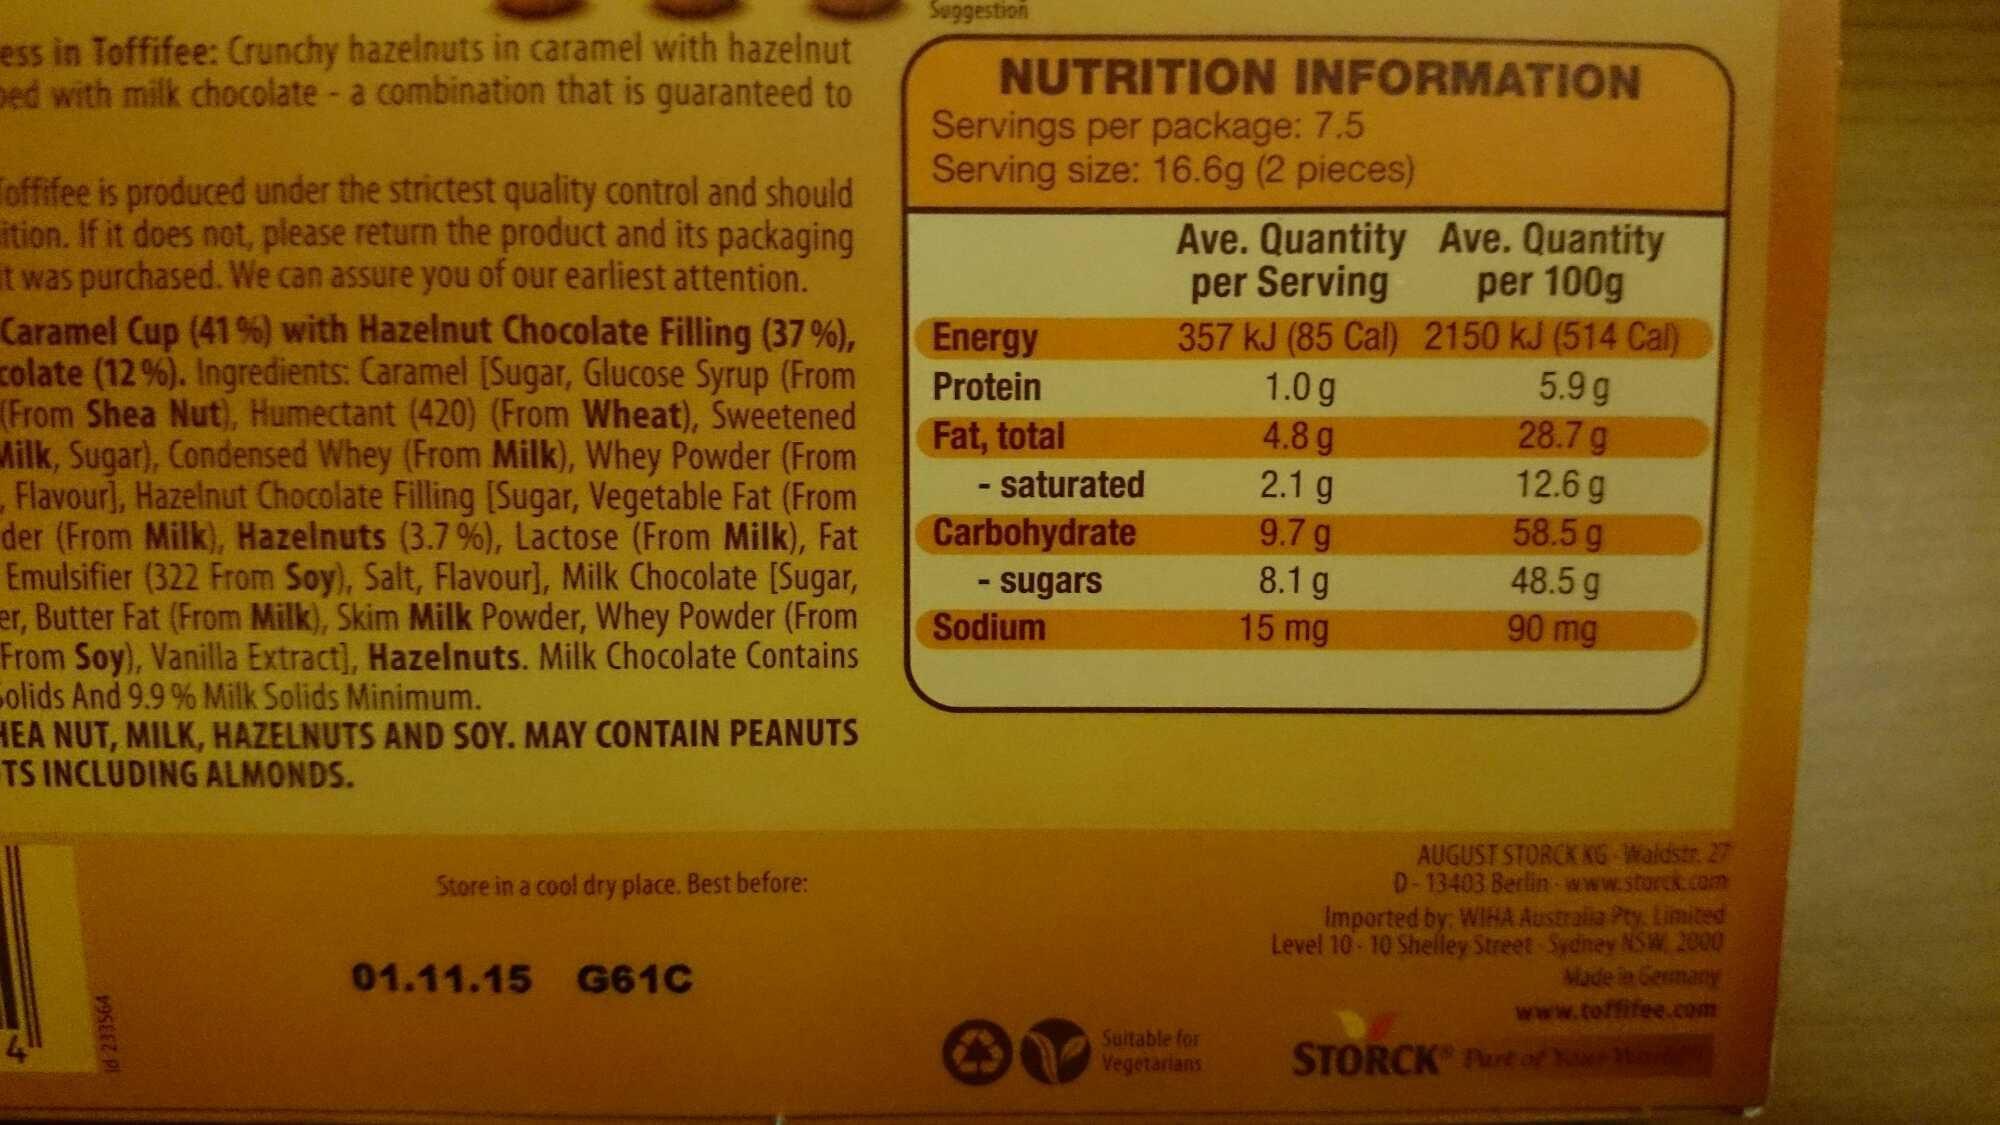 Suggestion
ess in Toffifee: Crunchy hazelnuts in caramel with hazelnut
ped with milk chocolate - a combination that is guaranteed to
Toffifee is produced under the strictest quality control and should
ition. If it does not, please return the product and its packaging
it was purchased. We can assure you of our earliest attention.
Caramel Cup (41%) with Hazelnut Chocolate Filling (37%),
colate (12%). Ingredients: Caramel [Sugar, Glucose Syrup (From
(From Shea Nut), Humectant (420) (From Wheat), Sweetened
Milk, Sugar), Condensed Whey (From Milk), Whey Powder (From
, Flavour], Hazelnut Chocolate Filling [Sugar, Vegetable Fat (From
der (From Milk), Hazelnuts (3.7%), Lactose (From Milk), Fat
Emulsifier (322 From Soy), Salt, Flavour], Milk Chocolate [Sugar,
er, Butter Fat (From Milk), Skim Milk Powder, Whey Powder (From
From Soy), Vanilla Extract], Hazelnuts. Milk Chocolate Contains
Solids And 9.9% Milk Solids Minimum.
HEA NUT, MILK, HAZELNUTS AND SOY. MAY CONTAIN PEANUTS
TS INCLUDING ALMONDS.
NUTRITION INFORMATION
Servings per package: 7.5
Serving size: 16.6g (2 pieces)
Ave. Quantity Ave. Quantity
per Serving per 100g
Energy 357 kJ (85 Cal) 2150 kJ (514 Cal)
Protein 1.0 g 5.9 g
Fat, total 4.8 g 28.7 g
- saturated 2.1 g 12.6 g
Carbohydrate 9.7 g 58.5 g
- sugars 8.1 g 48.5 g
Sodium 15 mg 90 mg
Store in a cool dry place. Best before:
01.11.15 G61C
4
id 233564
AUGUST STORCK KG - Waldstr. 27
D - 13403 Berlin - www.storck.com
Imported by: WIHA Australia Pty. Limited
Level 10 - 10 Shelley Street - Sydney NSW, 2000
Made in Germany
www.toffifee.com
Suitable for
Vegetarians
STORCK® Part of Your World